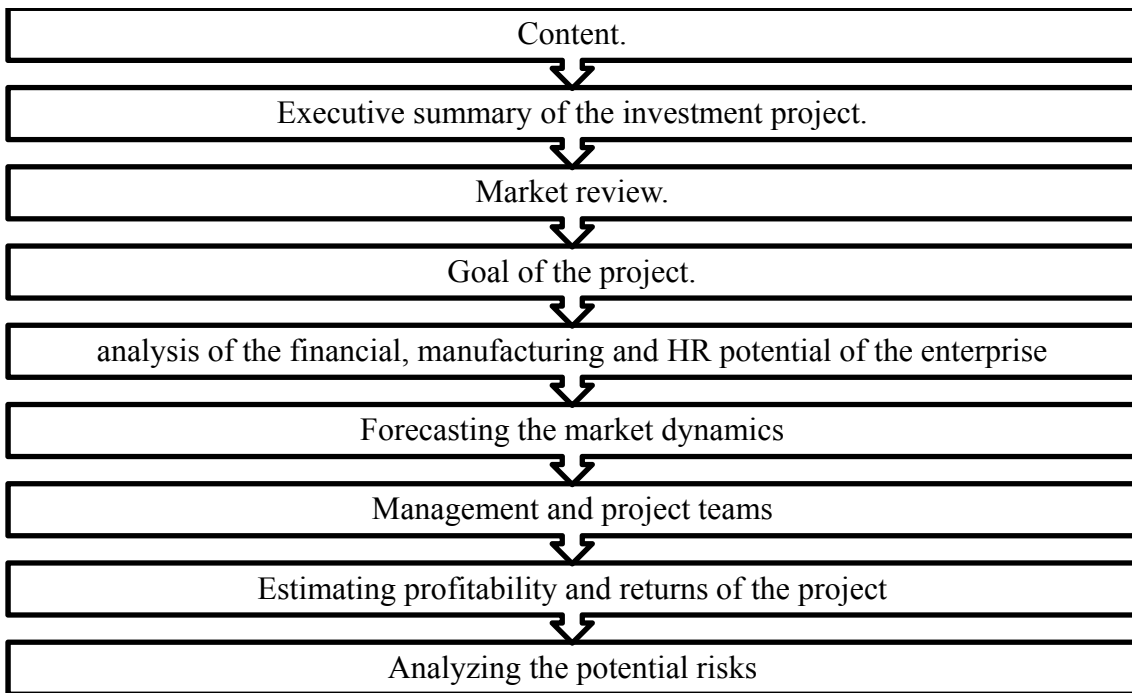 Content.
Executive summary of the investment project.
Market review.
Goal of the project.
analysis of the financial, manufacturing and HR potential of the enterprise
Forecasting the market dynamics
Management and project teams
Estimating profitability and returns of the project
Analyzing the potential risks